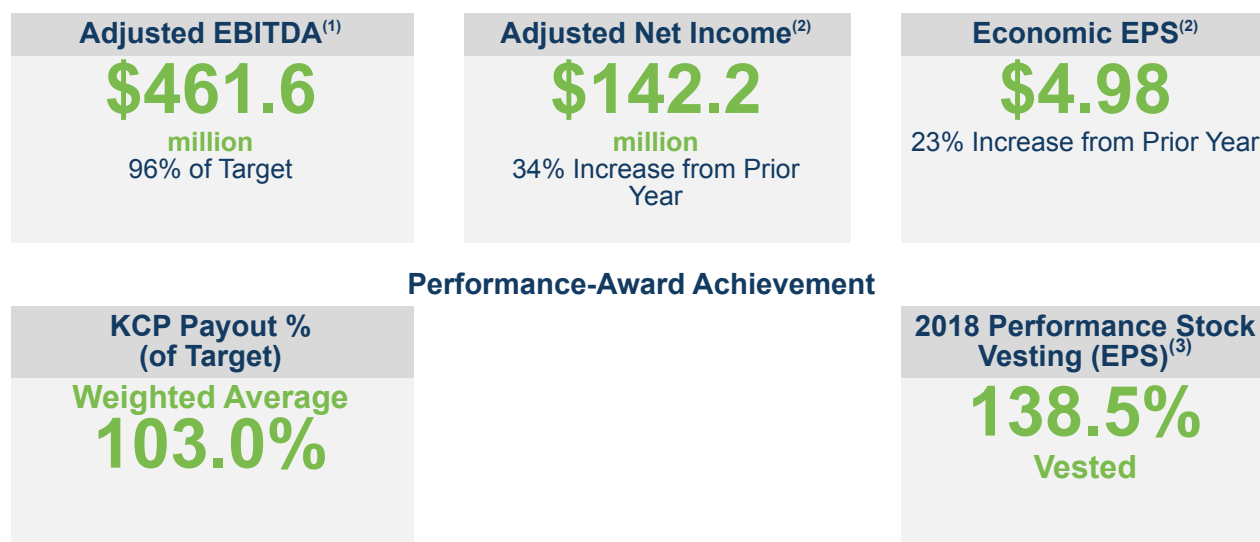 Adjusted EBITDA(1)
$461.6
million
96% of Target
Adjusted Net Income(2)
$142.2
million
34% Increase from Prior
Year
Economic EPS(2)
$4.98
23% Increase from Prior Year
Performance-Award Achievement
KCP Payout %
(of Target)
Weighted Average
103.0%
2018 Performance Stock
Vesting (EPS)(3)
138.5%
Vested